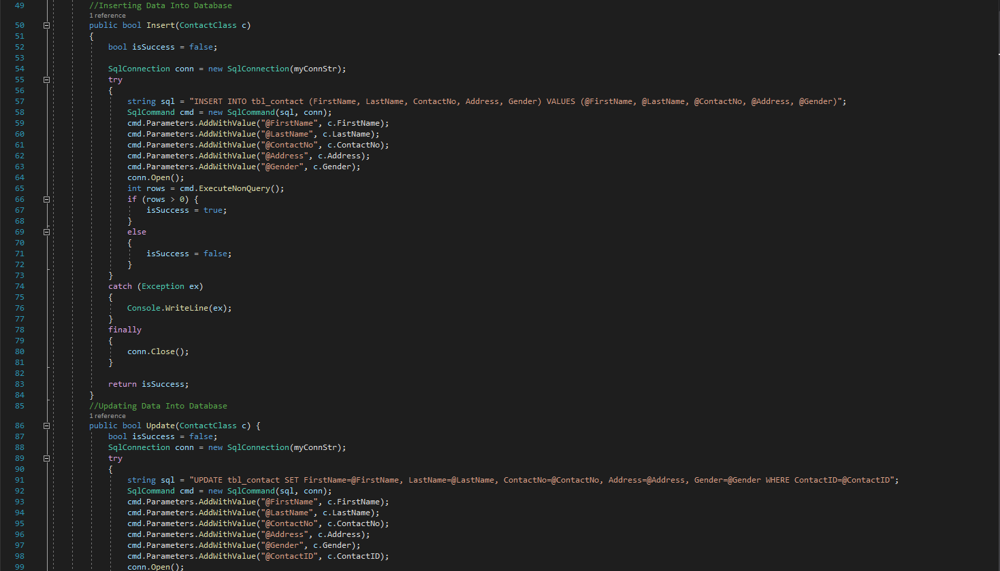 49 //Inserting Data Into Database
1 reference
50 public bool Insert(ContactClass c)
51 {
52 bool isSuccess = false;
53
54 SqlConnection conn = new SqlConnection(myConnStr);
55 try
56 {
57 string sql = "INSERT INTO tbl_contact (FirstName, LastName, ContactNo, Address, Gender) VALUES (@FirstName, @LastName, @ContactNo, @Address, @Gender)";
58 SqlCommand cmd = new SqlCommand(sql, conn);
59 cmd.Parameters.AddWithValue("@FirstName", c.FirstName);
60 cmd.Parameters.AddWithValue("@LastName", c.LastName);
61 cmd.Parameters.AddWithValue("@ContactNo", c.ContactNo);
62 cmd.Parameters.AddWithValue("@Address", c.Address);
63 cmd.Parameters.AddWithValue("@Gender", c.Gender);
64 conn.Open();
65 int rows = cmd.ExecuteNonQuery();
66 if (rows > 0) {
67 isSuccess = true;
68 }
69 else
70 {
71 isSuccess = false;
72 }
73 }
74 catch (Exception ex)
75 {
76 Console.WriteLine(ex);
77 }
78 finally
79 {
80 conn.Close();
81 }
82
83 return isSuccess;
84 }
85 //Updating Data Into Database
1 reference
86 public bool Update(ContactClass c) {
87 bool isSuccess = false;
88 SqlConnection conn = new SqlConnection(myConnStr);
89 try
90 {
91 string sql = "UPDATE tbl_contact SET FirstName=@FirstName, LastName=@LastName, ContactNo=@ContactNo, Address=@Address, Gender=@Gender WHERE ContactID=@ContactID";
92 SqlCommand cmd = new SqlCommand(sql, conn);
93 cmd.Parameters.AddWithValue("@FirstName", c.FirstName);
94 cmd.Parameters.AddWithValue("@LastName", c.LastName);
95 cmd.Parameters.AddWithValue("@ContactNo", c.ContactNo);
96 cmd.Parameters.AddWithValue("@Address", c.Address);
97 cmd.Parameters.AddWithValue("@Gender", c.Gender);
98 cmd.Parameters.AddWithValue("@ContactID", c.ContactID);
99 conn.Open();